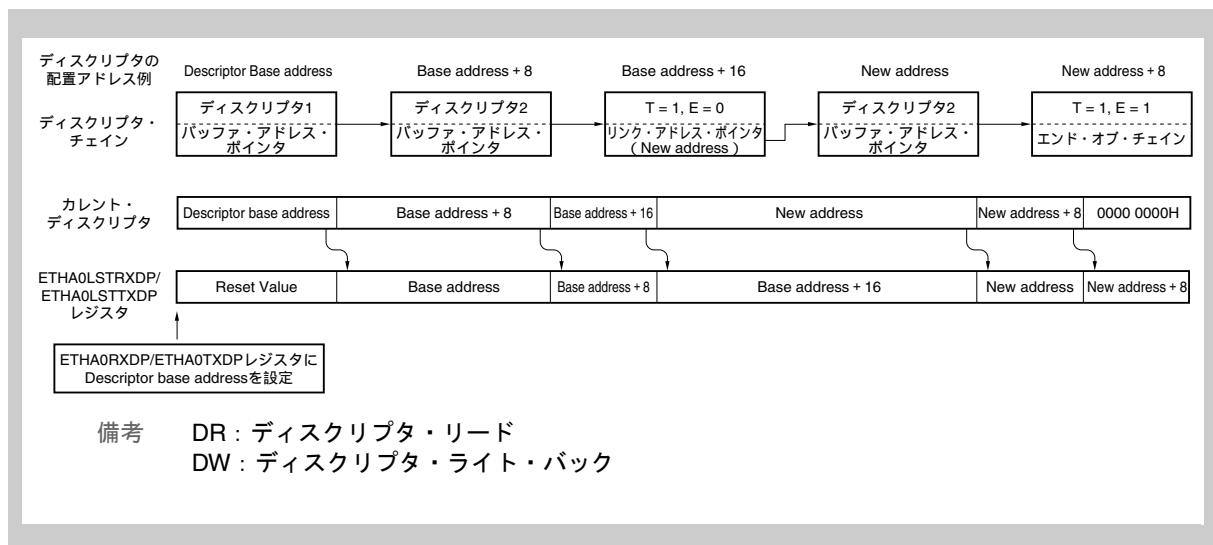 ディスクリプタの
配置アドレス例
Descriptor Base address
Base address + 8
Base address + 16
New address
New address + 8
ディスクリプタ・
チェイン
ディスクリプタ1
バッファ・アドレス・
ポインタ
ディスクリプタ2
バッファ・アドレス・
ポインタ
T = 1, E = 0
リンク・アドレス・ポインタ
( New address )
ディスクリプタ2
バッファ・アドレス・
ポインタ
T = 1, E = 1
エンド・オブ・チェイン
カレント・
ディスクリプタ
Descriptor base address
Base address + 8
Base address + 16
New address
New address + 8
0000 0000H
ETHA0LSTRXDP/
ETHA0LSTTXDP
レジスタ
Reset Value
Base address
Base address + 8
Base address + 16
New address
New address + 8
ETHA0RXDP/ETHA0TXDPレジスタに
Descriptor base addressを設定
備考 DR:ディスクリプタ・リード
DW:ディスクリプタ・ライト・バック